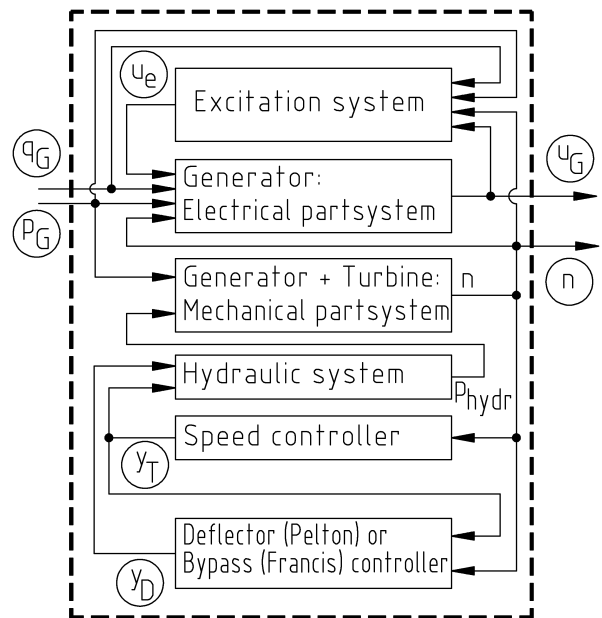 u_e
Excitation system
q_G
u_G
Generator:
Electrical partsystem
p_G
n
Generator + Turbine:
n
Mechanical partsystem
Hydraulic system
p_hydr
Speed controller
y_T
Deflector (Pelton) or
Bypass (Francis) controller
y_D